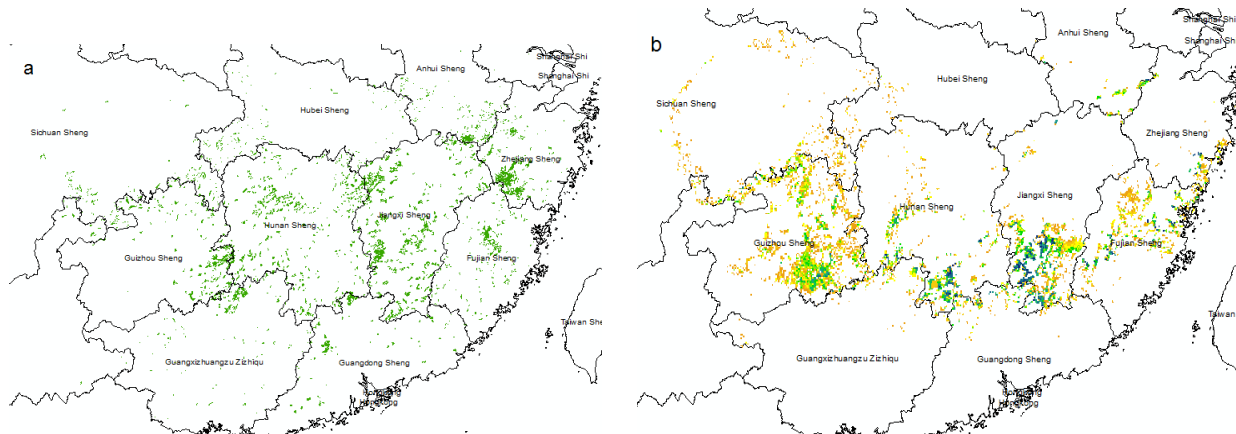 a
Shanghai Shi
Anhui Sheng
Shanghai Shi
Hubei Sheng
Sichuan Sheng
Zhejiang Sheng
Jiangxi Sheng
Hunan Sheng
Guizhou Sheng
Fujian Sheng
Taiwan She
Guangxizhuangzu Zizhiqu
Guangdong Sheng
b
Shanghai Shi
Anhui Sheng
Shanghai Shi
Hubei Sheng
Sichuan Sheng
Zhejiang Sheng
Jiangxi Sheng
Hunan Sheng
Guizhou Sheng
Fujian Sheng
Taiwan S
Guangxizhuangzu Zizhiqu
Guangdong Sheng